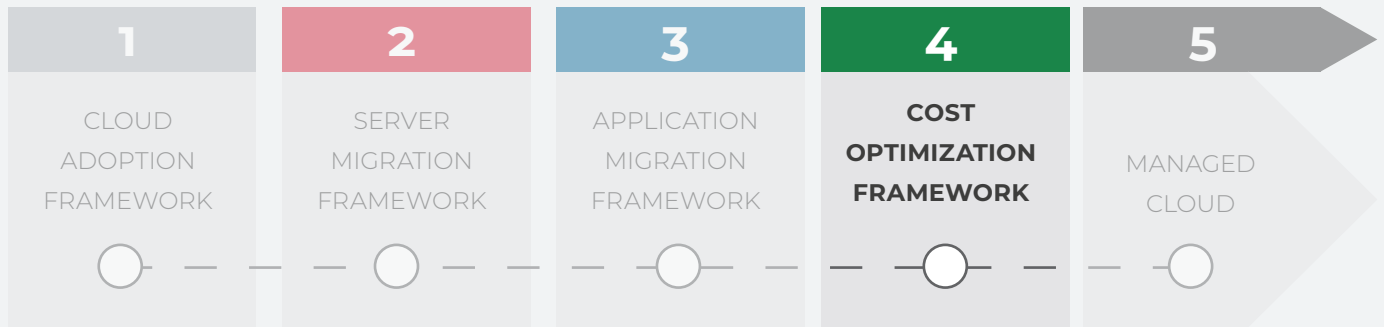 1
CLOUD
ADOPTION
FRAMEWORK
2
SERVER
MIGRATION
FRAMEWORK
3
APPLICATION
MIGRATION
FRAMEWORK
4
COST
OPTIMIZATION
FRAMEWORK
5
MANAGED
CLOUD